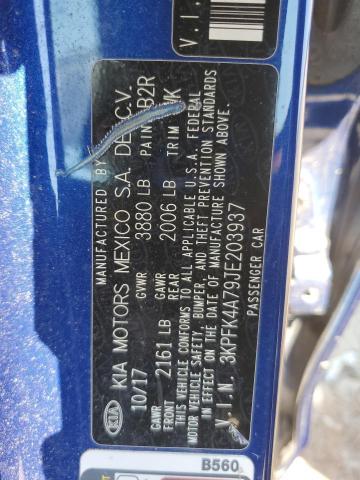 MANUFACTURED BY
KIA KIA MOTORS MEXICO S.A. DE C.V.
10/17 GVWR 3880 LB PAINT B2R
GAWR FRONT 2161 LB GAWR REAR 2006 LB TRIM WK
THIS VEHICLE CONFORMS TO ALL APPLICABLE U.S.A. FEDERAL
MOTOR VEHICLE SAFETY, BUMPER, AND THEFT PREVENTION STANDARDS
IN EFFECT ON THE DATE OF MANUFACTURE SHOWN ABOVE.
V.I.N. 3KPFK4A79JE203937
PASSENGER CAR
V.I.
B560